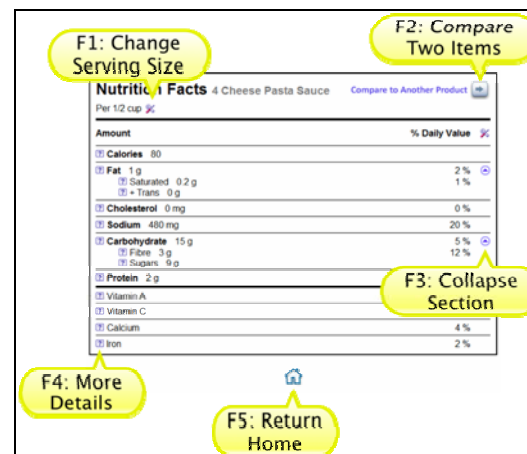 F1: Change
Serving Size
F2: Compare
Two Items
Nutrition Facts 4 Cheese Pasta Sauce Compare to Another Product
Per 1/2 cup
Amount % Daily Value
? Calories 80
? Fat 1 g 2 %
? Saturated 0.2 g 1 %
? + Trans 0 g
? Cholesterol 0 mg 0 %
? Sodium 480 mg 20 %
? Carbohydrate 15 g 5 %
? Fibre 3 g 12 %
? Sugars 9 g
? Protein 2 g
? Vitamin A
? Vitamin C
? Calcium 4 %
? Iron 2 %
F3: Collapse
Section
F4: More
Details
F5: Return
Home